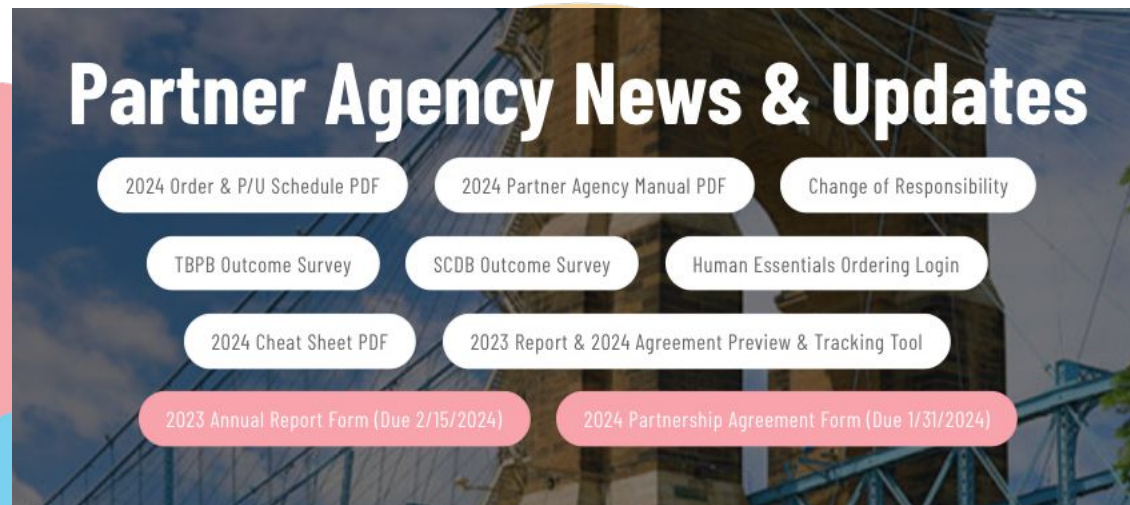 Partner Agency News & Updates
2024 Order & P/U Schedule PDF
2024 Partner Agency Manual PDF
Change of Responsibility
TBPB Outcome Survey
SCDB Outcome Survey
Human Essentials Ordering Login
2024 Cheat Sheet PDF
2023 Report & 2024 Agreement Preview & Tracking Tool
2023 Annual Report Form (Due 2/15/2024)
2024 Partnership Agreement Form (Due 1/31/2024)